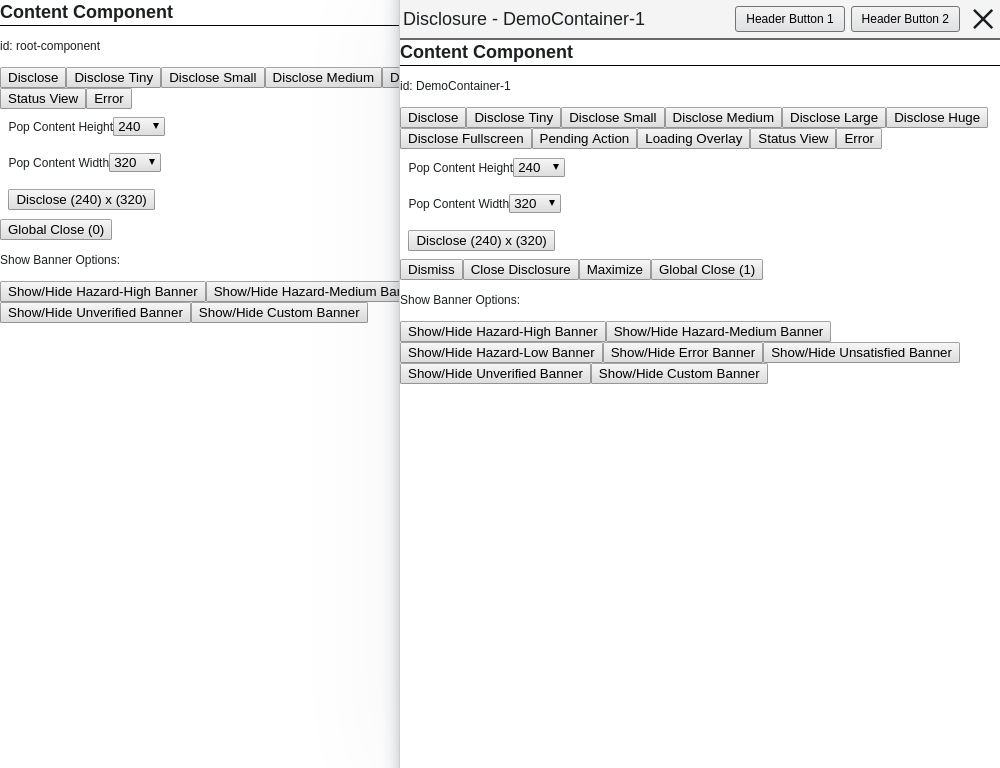 Content Component
id: root-component
Disclose Disclose Tiny Disclose Small Disclose Medium
Status View Error
Pop Content Height 240
Pop Content Width 320
Disclose (240) x (320)
Global Close (0)
Show Banner Options:
Show/Hide Hazard-High Banner Show/Hide Hazard-Medium
Show/Hide Unverified Banner Show/Hide Custom Banner
Disclosure - DemoContainer-1 Header Button 1 Header Button 2
Content Component
id: DemoContainer-1
Disclose Disclose Tiny Disclose Small Disclose Medium Disclose Large Disclose Huge
Disclose Fullscreen Pending Action Loading Overlay Status View Error
Pop Content Height 240
Pop Content Width 320
Disclose (240) x (320)
Dismiss Close Disclosure Maximize Global Close (1)
Show Banner Options:
Show/Hide Hazard-High Banner Show/Hide Hazard-Medium Banner
Show/Hide Hazard-Low Banner Show/Hide Error Banner Show/Hide Unsatisfied Banner
Show/Hide Unverified Banner Show/Hide Custom Banner